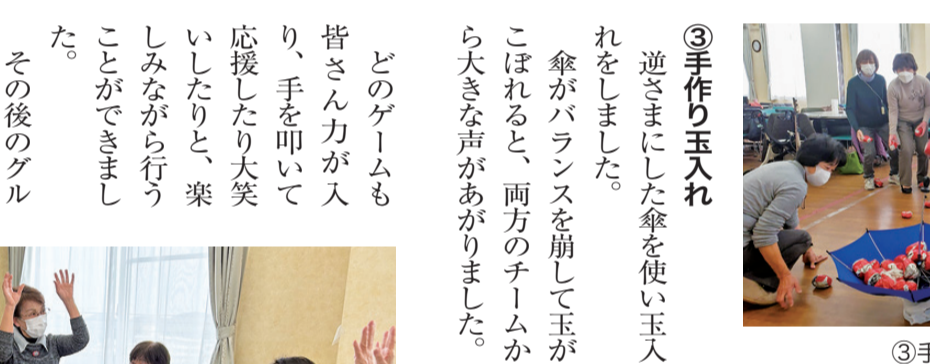 ③手作り玉入れ
逆さまにした傘を使い玉入
れをしました。
傘がバランスを崩して玉が
こぼれると、両方のチームか
ら大きな声があがりました。
どのゲームも
皆さん力が入
り、手を叩いて
応援したり大笑
いしたりと、楽
しみながら行う
ことができまし
た。
その後のグル
③手